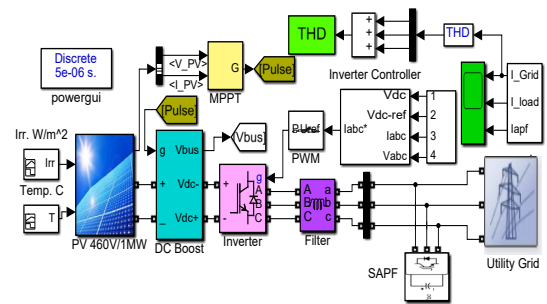 Discrete
5e-06 s.
powergui
<V_PV>
<I_PV>
G
MPPT
[Pulse]
THD
+
+
+
THD
Inverter Controller
I_Grid
I_load
Iapf
[Pulse]
Vdc
Vdc-ref
Iabc
Vabc
Iabc*
1
2
3
4
Uref
PWM
Irr. W/m^2
Irr
Temp. C
T
+
_
PV 460V/1MW
g
Vbus
Vdc-
Vdc+
DC Boost
[Vbus]
+
-
g
A
B
C
Inverter
A
B
C
a
b
c
Filter
SAPF
Utility Grid